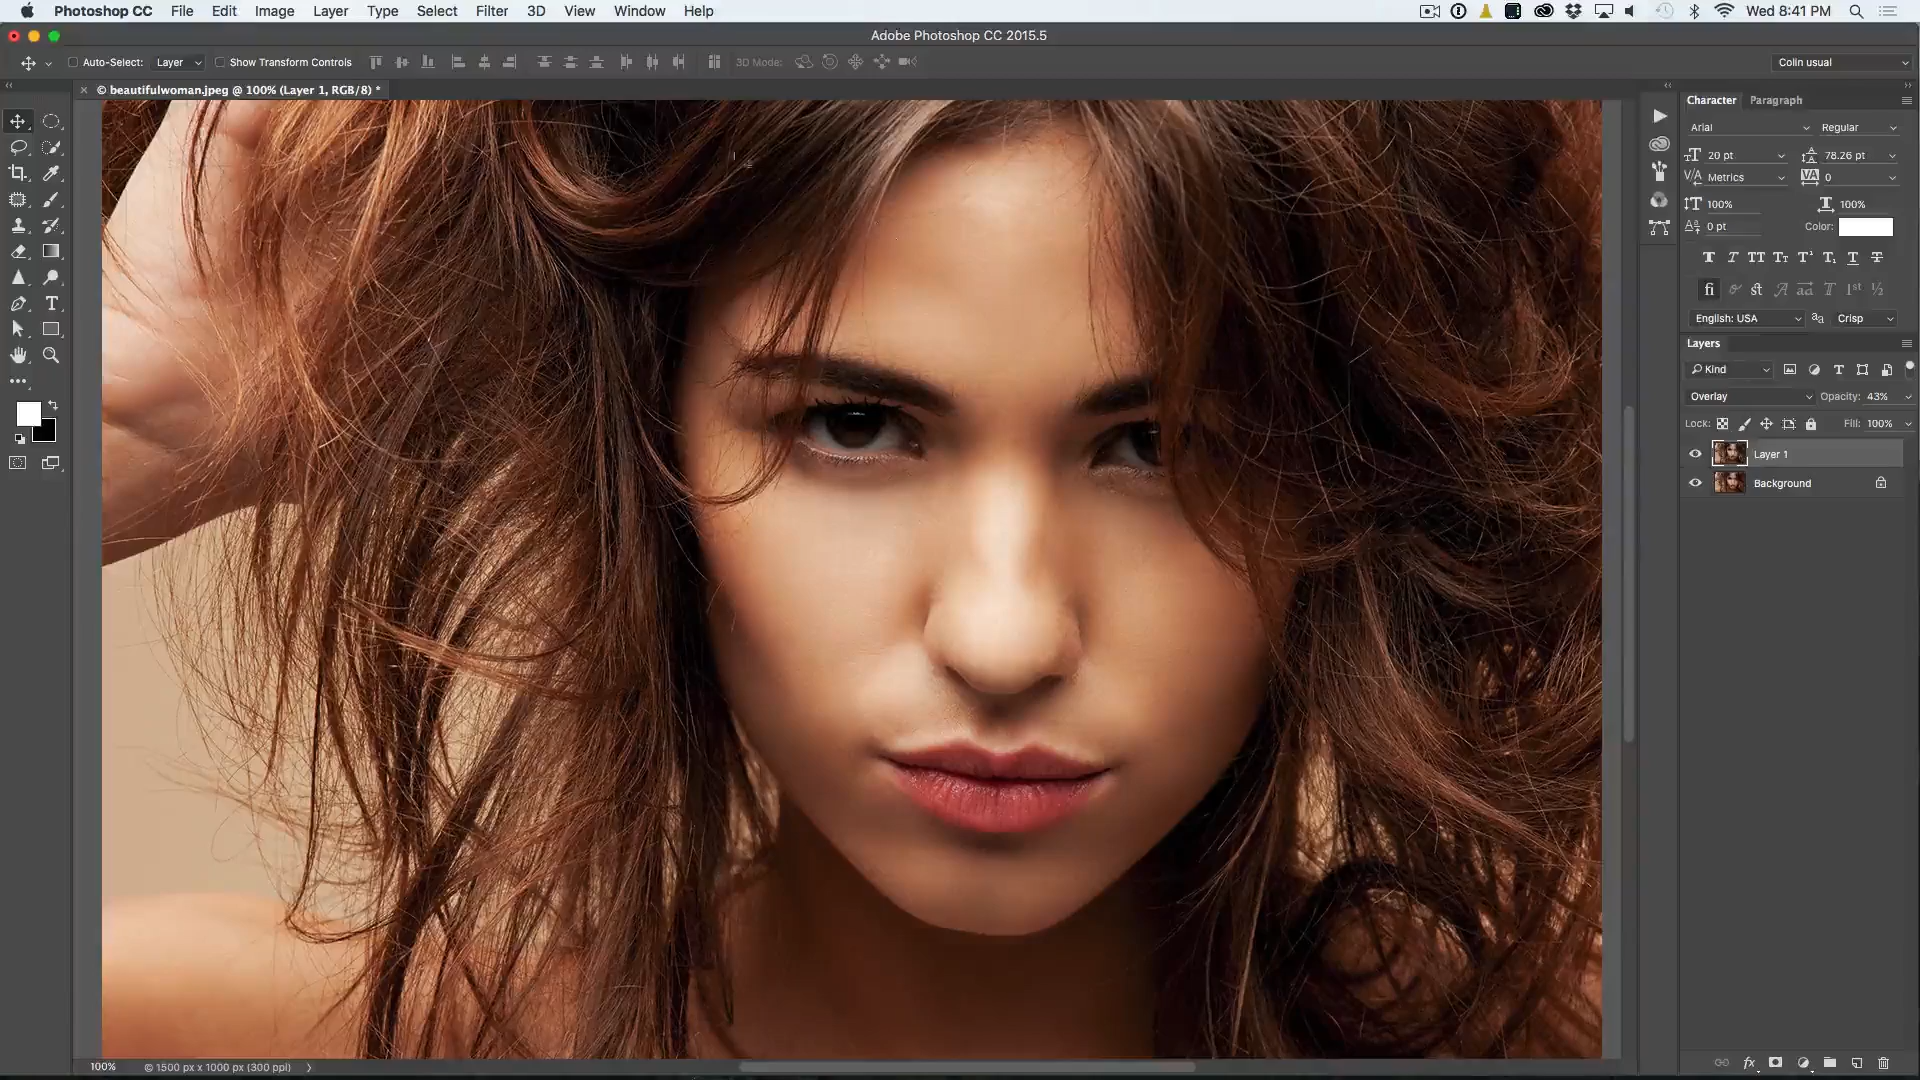 Photoshop CC File Edit Image Layer Type Select Filter 3D View Window Help Wed 8:41 PM
Adobe Photoshop CC 2015.5
Auto-Select: Layer Show Transform Controls 3D Mode: Colin usual
© beautifulwoman.jpeg @ 100% (Layer 1, RGB/8) *
Character Paragraph
Arial Regular
20 pt 78.26 pt
Metrics 0
100% 100%
0 pt Color:
English: USA Crisp
Layers
Kind
Overlay Opacity: 43%
Lock: Fill: 100%
Layer 1
Background
100% © 1500 px x 1000 px (300 ppi)